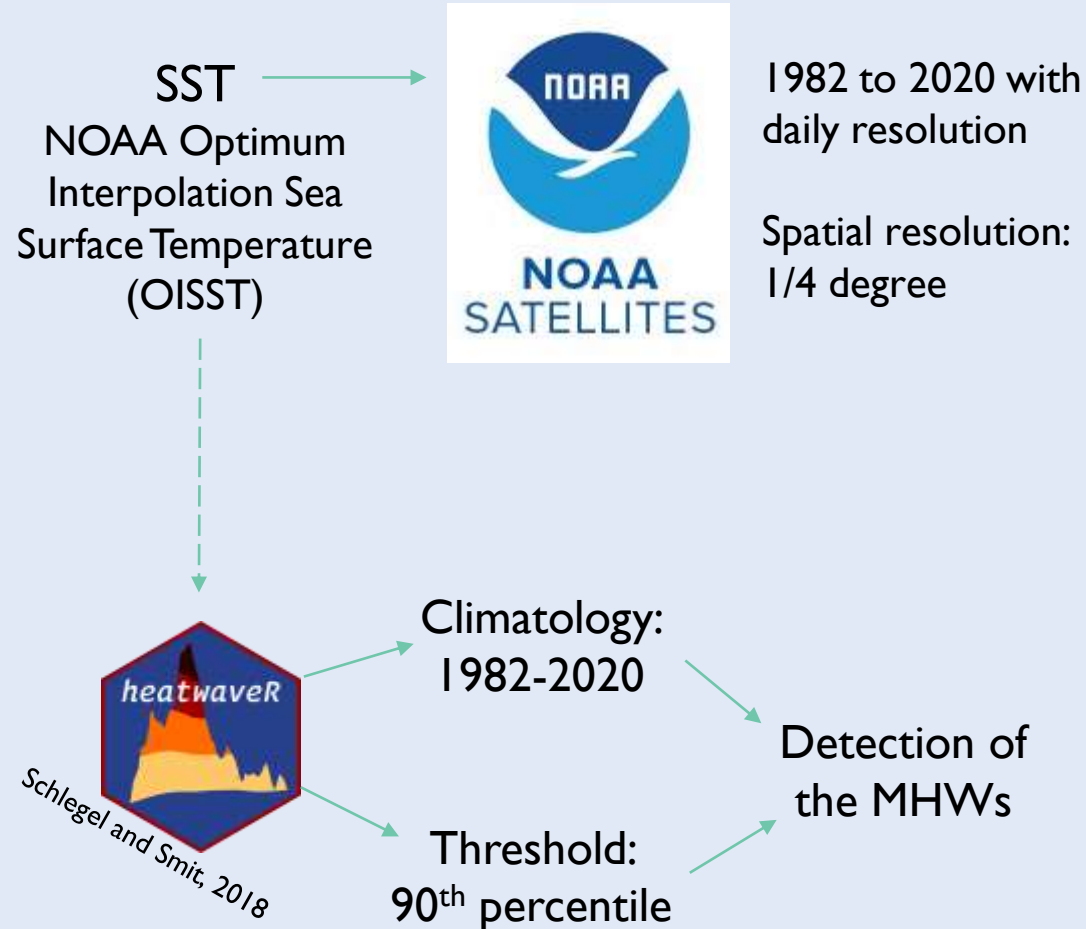 SST
NOAA Optimum
Interpolation Sea
Surface Temperature
(OISST)
NOAA
NOAA
SATELLITES
1982 to 2020 with
daily resolution
Spatial resolution:
1/4 degree
heatwaveR
Schlegel and Smit, 2018
Climatology:
1982-2020
Threshold:
90th percentile
Detection of
the MHWs